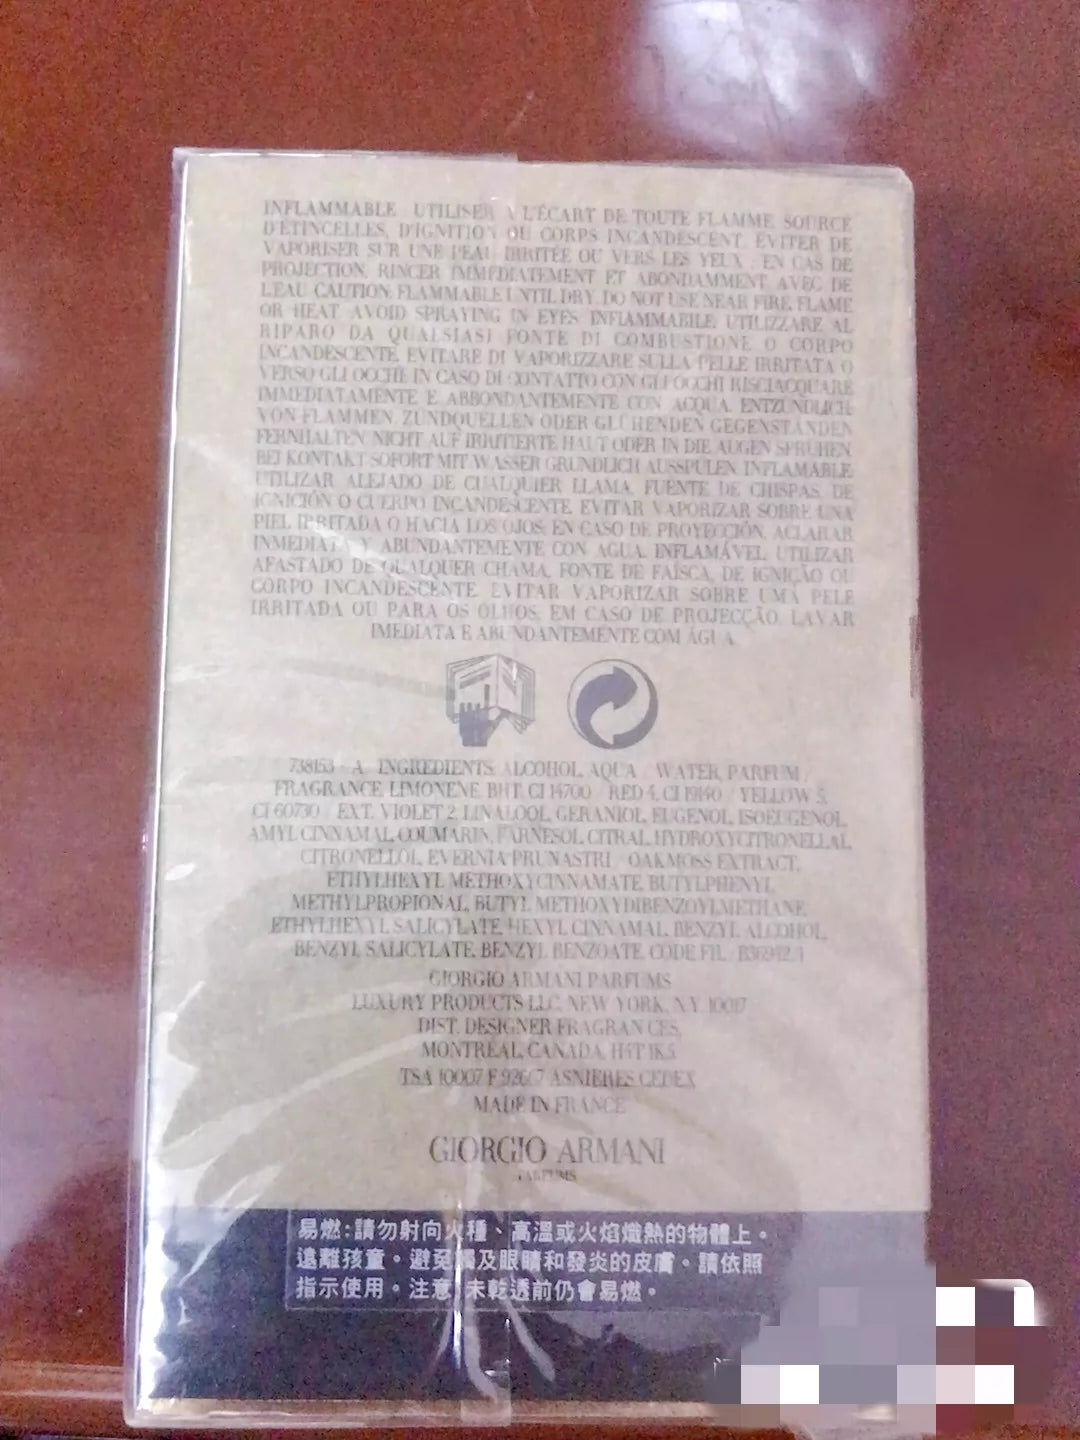 INFLAMMABLE. UTILISER À L'ÉCART DE TOUTE FLAMME, SOURCE
D'ÉTINCELLES, D'IGNITION OU CORPS INCANDESCENT. ÉVITER DE
VAPORISER SUR UNE PEAU IRRITÉE OU VERS LES YEUX ; EN CAS DE
PROJECTION, RINCER IMMÉDIATEMENT ET ABONDAMMENT AVEC DE
L'EAU. CAUTION: FLAMMABLE UNTIL DRY. DO NOT USE NEAR FIRE, FLAME
OR HEAT. AVOID SPRAYING IN EYES. INFIAMMABILE. UTILIZZARE AL
RIPARO DA QUALSIASI FONTE DI COMBUSTIONE O CORPO
INCANDESCENTE. EVITARE DI VAPORIZZARE SULLA PELLE IRRITATA O
VERSO GLI OCCHI. IN CASO DI CONTATTO CON GLI OCCHI RISCIACQUARE
IMMEDIATAMENTE E ABBONDANTEMENTE CON ACQUA. ENTZÜNDLICH.
VON FLAMMEN, ZÜNDQUELLEN ODER GLÜHENDEN GEGENSTÄNDEN
FERNHALTEN. NICHT AUF IRRITIERTE HAUT ODER IN DIE AUGEN SPRÜHEN.
BEI KONTAKT SOFORT MIT WASSER GRÜNDLICH AUSSPÜLEN. INFLAMABLE.
UTILIZAR ALEJADO DE CUALQUIER LLAMA, FUENTE DE CHISPAS, DE
IGNICIÓN O CUERPO INCANDESCENTE. EVITAR VAPORIZAR SOBRE UNA
PIEL IRRITADA O HACIA LOS OJOS; EN CASO DE PROYECCIÓN, ACLARAR
INMEDIATA Y ABUNDANTEMENTE CON AGUA. INFLAMÁVEL. UTILIZAR
AFASTADO DE QUALQUER CHAMA, FONTE DE FAÍSCA, DE IGNIÇÃO OU
CORPO INCANDESCENTE. EVITAR VAPORIZAR SOBRE UMA PELE
IRRITADA OU PARA OS OLHOS. EM CASO DE PROJECÇÃO, LAVAR
IMEDIATA E ABUNDANTEMENTE COM ÁGUA.
738153 - A. INGREDIENTS: ALCOHOL, AQUA / WATER, PARFUM /
FRAGRANCE, LIMONENE, BHT, CI 14700 / RED 4, CI 19140 / YELLOW 5,
CI 60730 / EXT. VIOLET 2, LINALOOL, GERANIOL, EUGENOL, ISOEUGENOL,
AMYL CINNAMAL, COUMARIN, FARNESOL, CITRAL, HYDROXYCITRONELLAL,
CITRONELLOL, EVERNIA PRUNASTRI / OAKMOSS EXTRACT,
ETHYLHEXYL METHOXYCINNAMATE, BUTYLPHENYL
METHYLPROPIONAL, BUTYL METHOXYDIBENZOYLMETHANE,
ETHYLHEXYL SALICYLATE, HEXYL CINNAMAL, BENZYL ALCOHOL,
BENZYL SALICYLATE, BENZYL BENZOATE. CODE F.I.L.
GIORGIO ARMANI PARFUMS
LUXURY PRODUCTS LLC, NEW YORK, N.Y. 10017
DIST. DESIGNER FRAGRANCES,
MONTRÉAL, CANADA, H4T 1K5
TSA 10007 F 92667 ASNIERES CEDEX
MADE IN FRANCE
GIORGIO ARMANI
PARFUMS
易燃:請勿射向火種、高溫或火焰熾熱的物體上。
遠離孩童。避免觸及眼睛和發炎的皮膚。請依照
指示使用。注意:未乾透前仍會易燃。